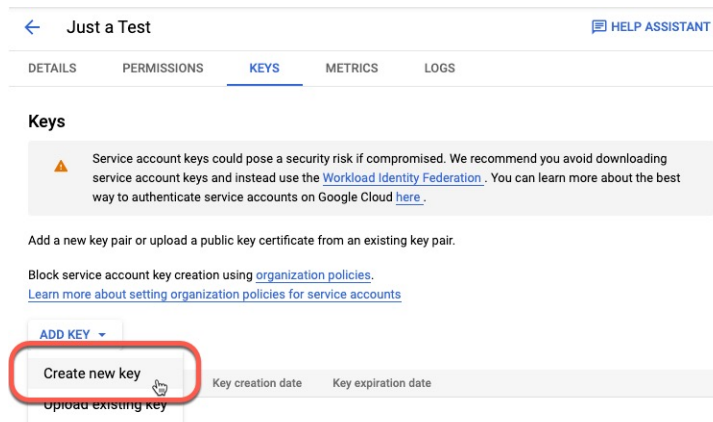 Just a Test
HELP ASSISTANT
DETAILS PERMISSIONS KEYS METRICS LOGS
Keys
Service account keys could pose a security risk if compromised. We recommend you avoid downloading
service account keys and instead use the Workload Identity Federation . You can learn more about the best
way to authenticate service accounts on Google Cloud here .
Add a new key pair or upload a public key certificate from an existing key pair.
Block service account key creation using organization policies.
Learn more about setting organization policies for service accounts
ADD KEY
Create new key
Key creation date Key expiration date
Upload existing key